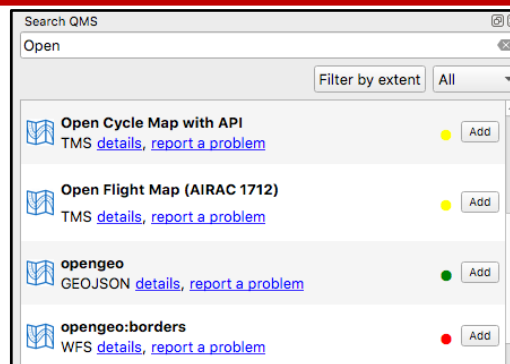 Search QMS
Open
Filter by extent All
Open Cycle Map with API
TMS details, report a problem
Add
Open Flight Map (AIRAC 1712)
TMS details, report a problem
Add
opengeo
GEOJSON details, report a problem
Add
opengeo:borders
WFS details, report a problem
Add